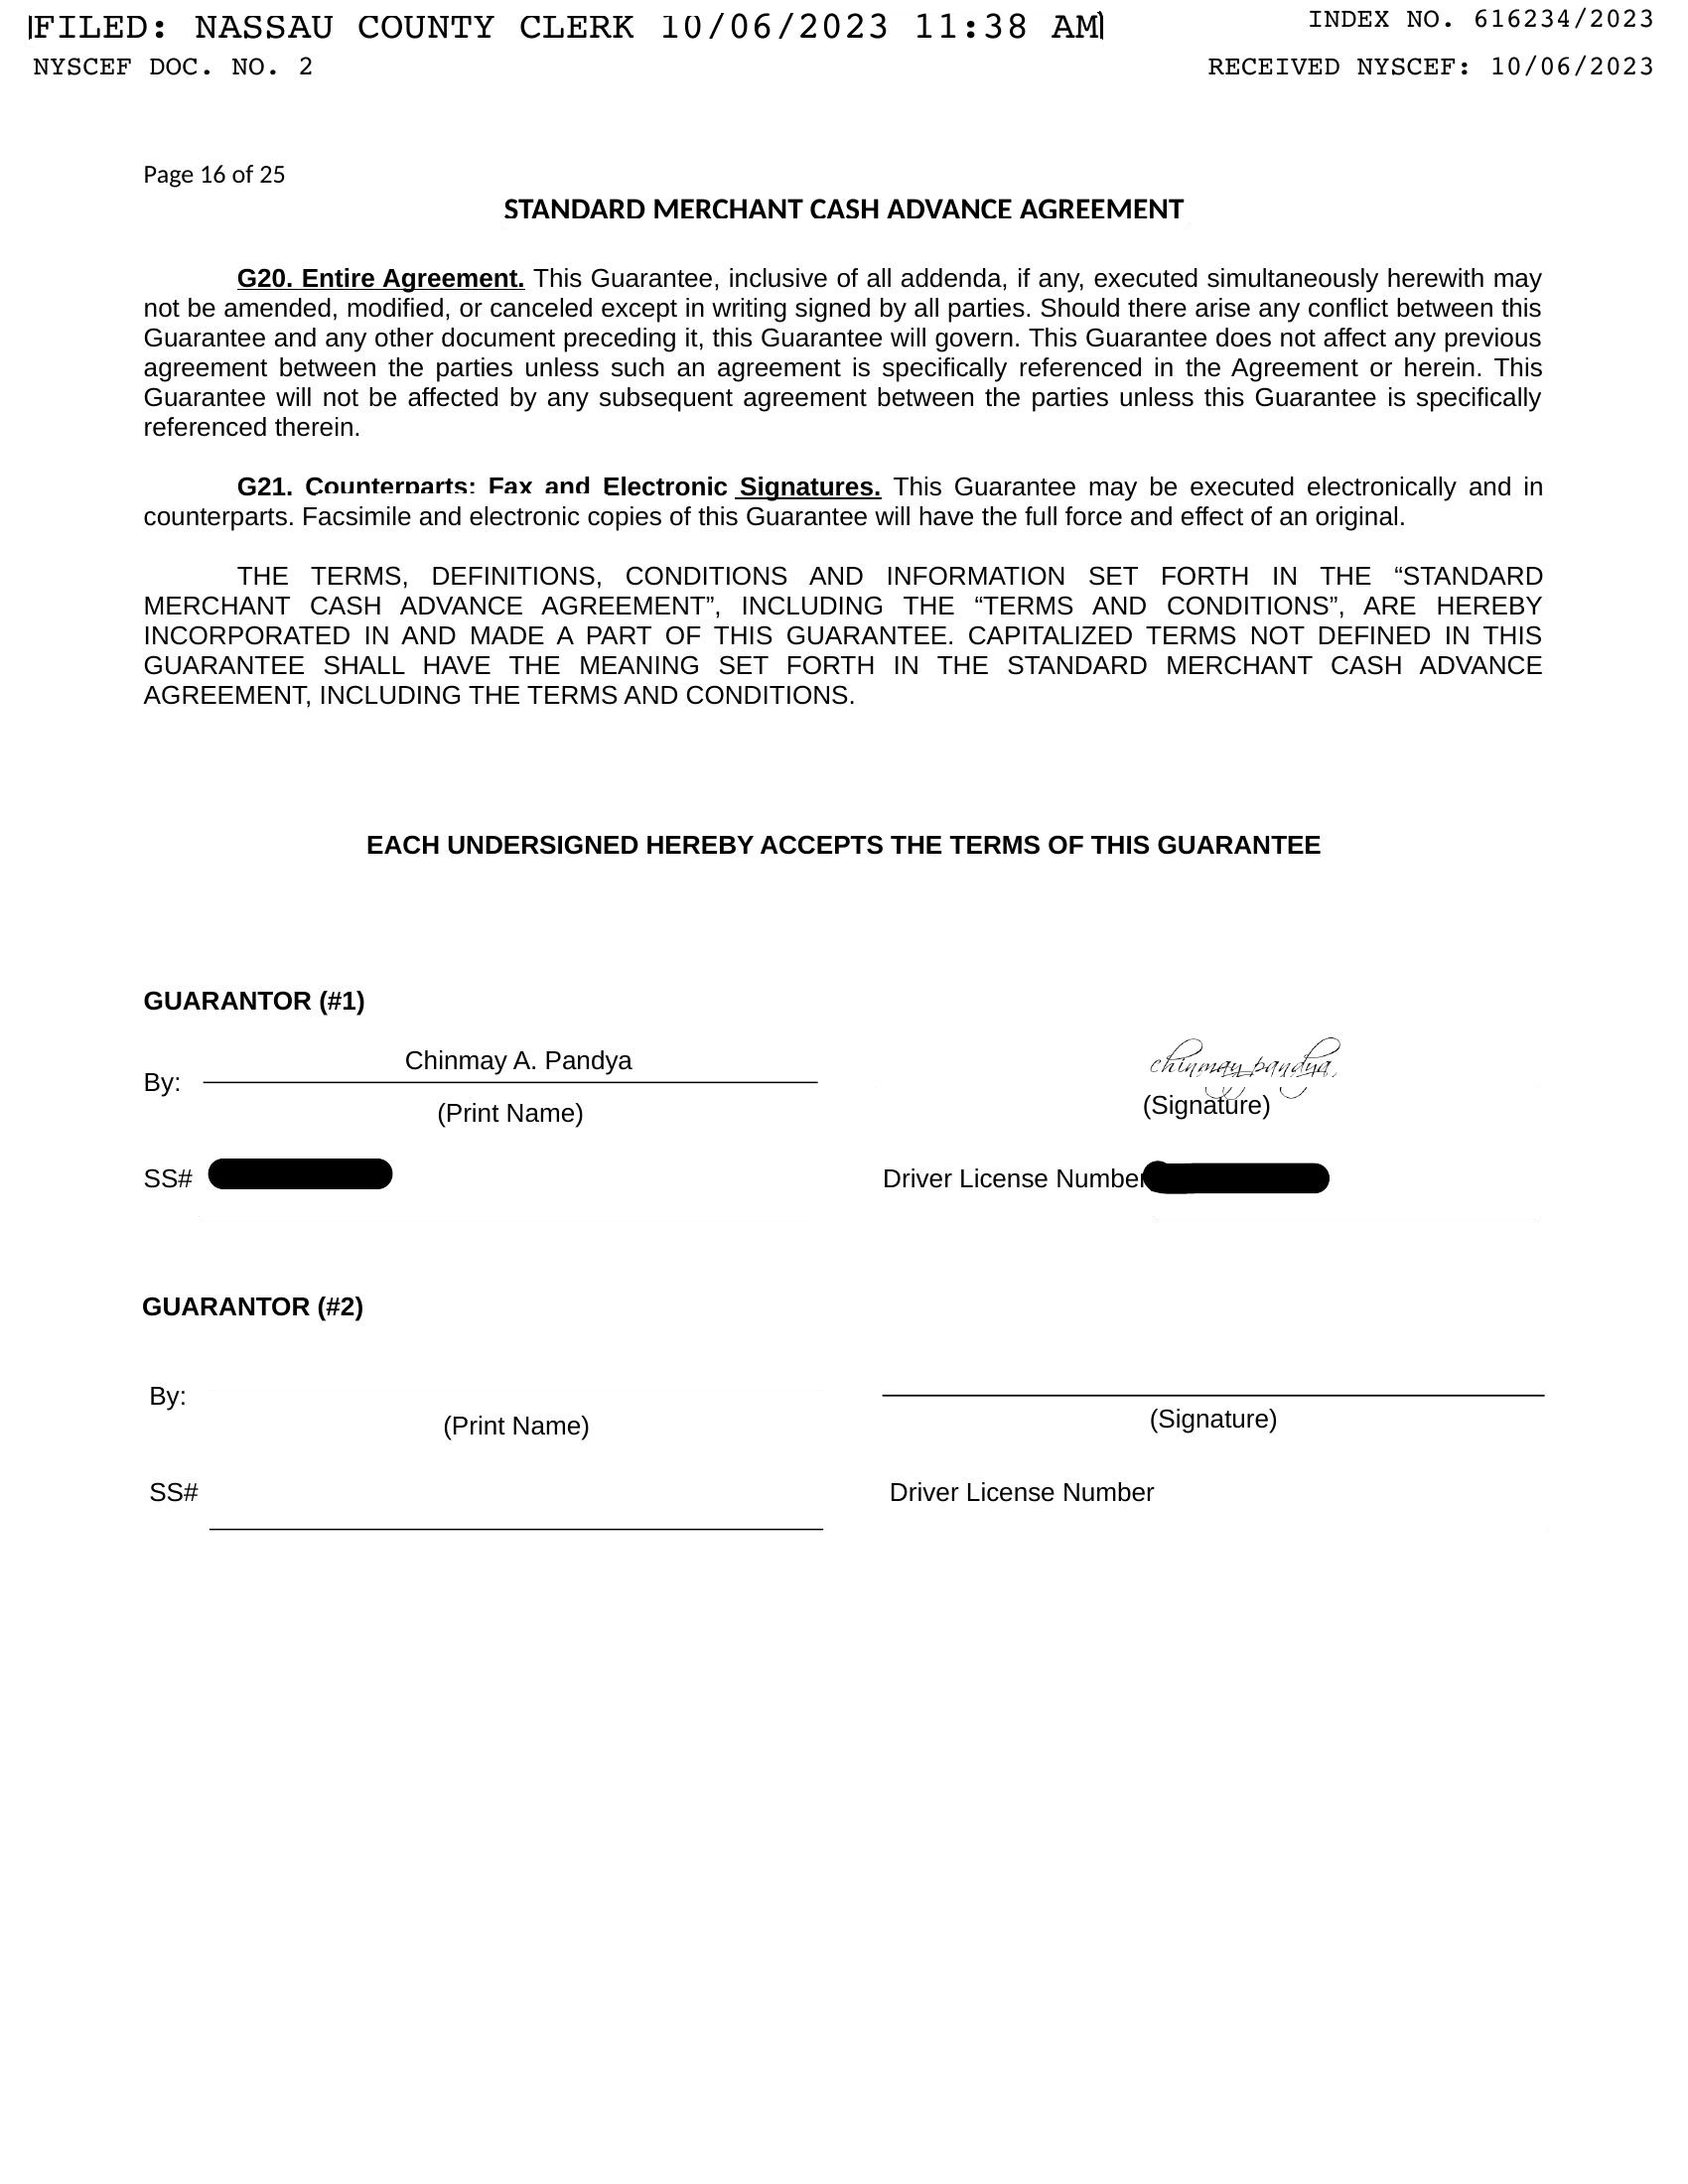 FILED: NASSAU COUNTY CLERK 10/06/2023 11:38 AM
INDEX NO. 616234/2023
NYSCEF DOC. NO. 2
RECEIVED NYSCEF: 10/06/2023
Page 16 of 25
STANDARD MERCHANT CASH ADVANCE AGREEMENT
G20. Entire Agreement. This Guarantee, inclusive of all addenda, if any, executed simultaneously herewith may
not be amended, modified, or canceled except in writing signed by all parties. Should there arise any conflict between this
Guarantee and any other document preceding it, this Guarantee will govern. This Guarantee does not affect any previous
agreement between the parties unless such an agreement is specifically referenced in the Agreement or herein. This
Guarantee will not be affected by any subsequent agreement between the parties unless this Guarantee is specifically
referenced therein.
G21. Counterparts; Fax and Electronic Signatures. This Guarantee may be executed electronically and in
counterparts. Facsimile and electronic copies of this Guarantee will have the full force and effect of an original.
THE TERMS, DEFINITIONS, CONDITIONS AND INFORMATION SET FORTH IN THE “STANDARD
MERCHANT CASH ADVANCE AGREEMENT”, INCLUDING THE “TERMS AND CONDITIONS”, ARE HEREBY
INCORPORATED IN AND MADE A PART OF THIS GUARANTEE. CAPITALIZED TERMS NOT DEFINED IN THIS
GUARANTEE SHALL HAVE THE MEANING SET FORTH IN THE STANDARD MERCHANT CASH ADVANCE
AGREEMENT, INCLUDING THE TERMS AND CONDITIONS.
EACH UNDERSIGNED HEREBY ACCEPTS THE TERMS OF THIS GUARANTEE
GUARANTOR (#1)
By: Chinmay A. Pandya
chinmay pandya
(Print Name)
(Signature)
SS#
Driver License Number
GUARANTOR (#2)
By:
(Print Name)
(Signature)
SS#
Driver License Number